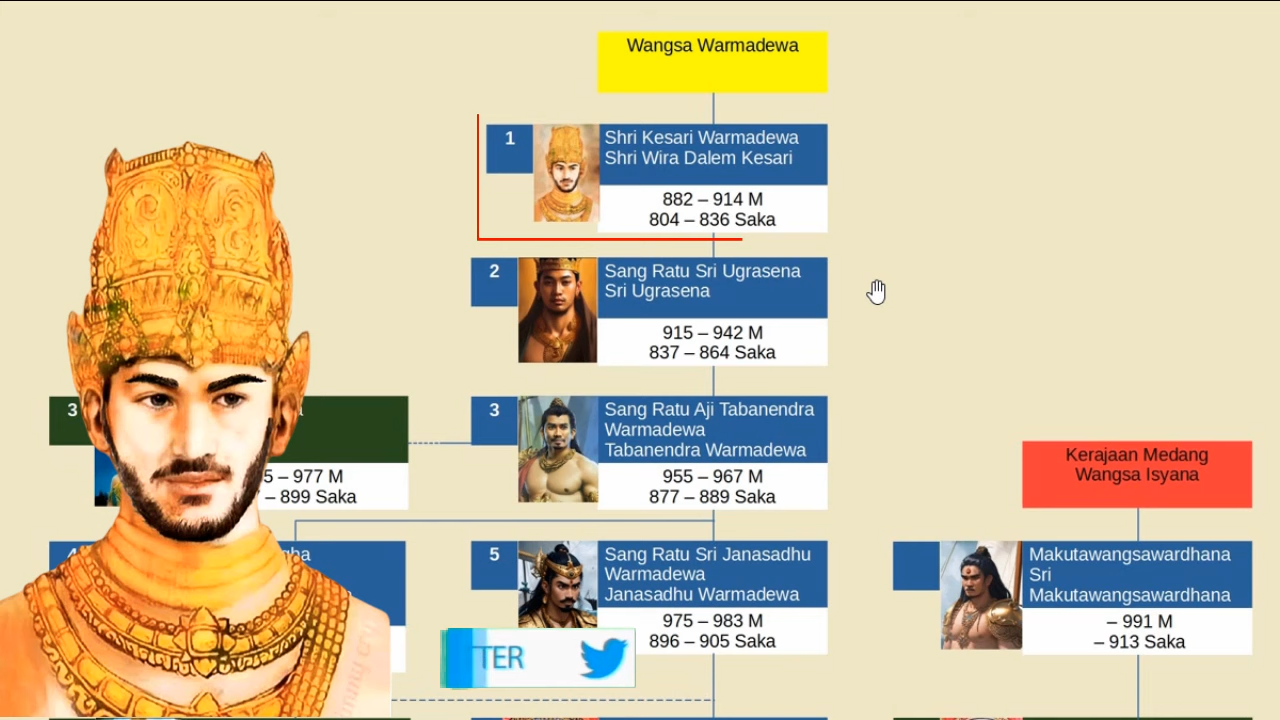 Wangsa Warmadewa
1
Shri Kesari Warmadewa
Shri Wira Dalem Kesari
882 – 914 M
804 – 836 Saka
2
Sang Ratu Sri Ugrasena
Sri Ugrasena
915 – 942 M
837 – 864 Saka
3
5 – 977 M
– 899 Saka
3
Sang Ratu Aji Tabanendra
Warmadewa
Tabanendra Warmadewa
955 – 967 M
877 – 889 Saka
Kerajaan Medang
Wangsa Isyana
4
5
Sang Ratu Sri Janasadhu
Warmadewa
Janasadhu Warmadewa
975 – 983 M
896 – 905 Saka
Makutawangsawardhana
Sri
Makutawangsawardhana
– 991 M
– 913 Saka
TER